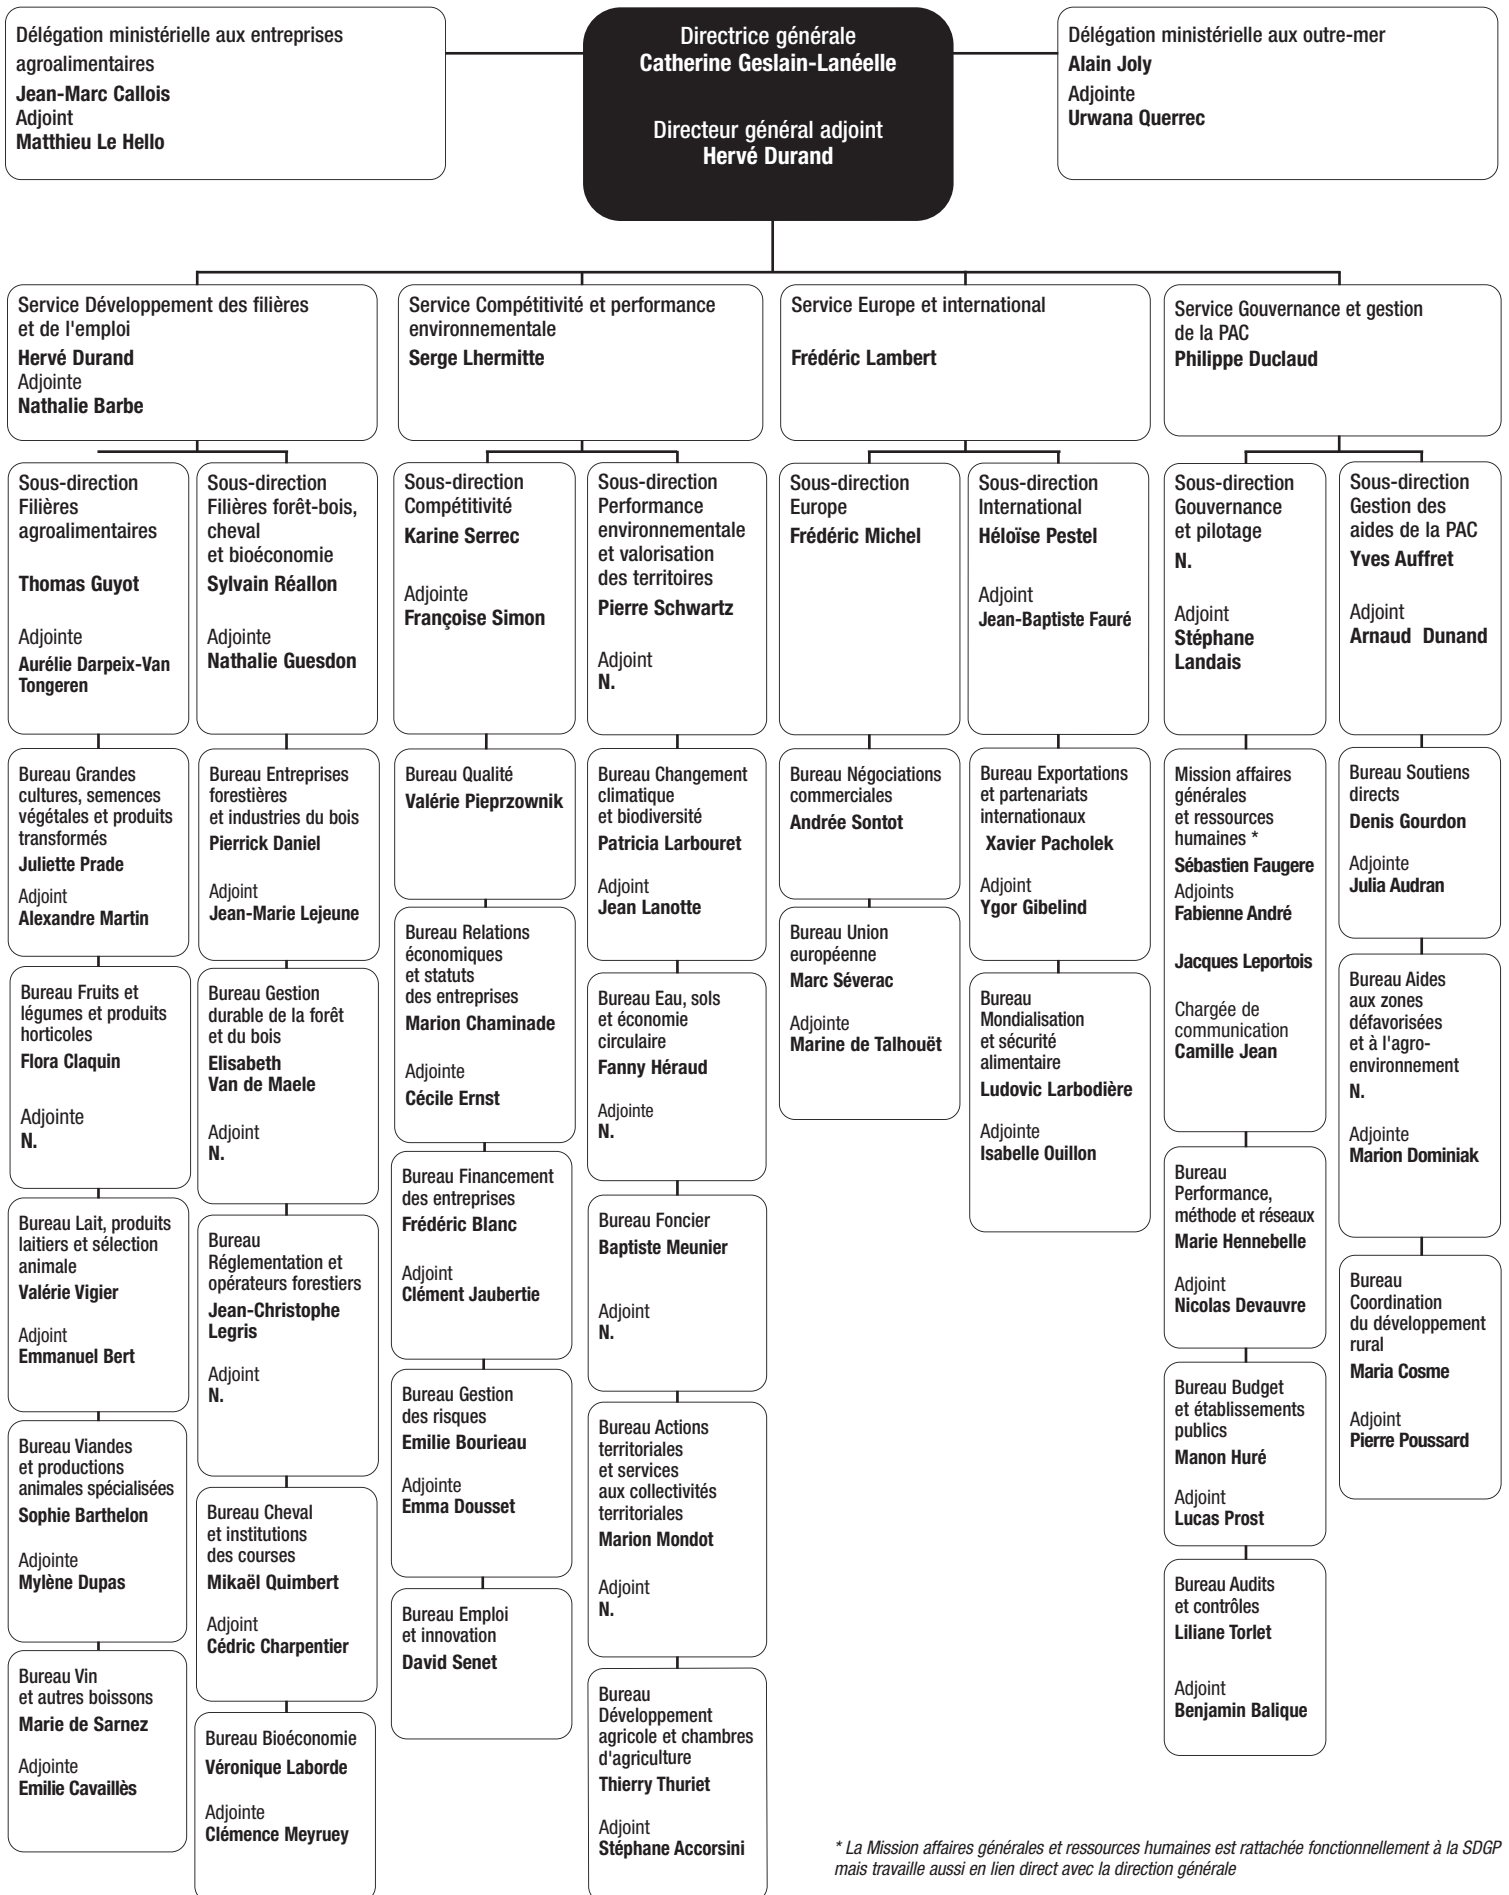 Délégation ministérielle aux entreprises
agroalimentaires
Jean-Marc Callois
Adjoint
Matthieu Le Hello
Directrice générale
Catherine Geslain-Lanéelle
Directeur général adjoint
Hervé Durand
Délégation ministérielle aux outre-mer
Alain Joly
Adjointe
Urwana Querrec
Service Développement des filières
et de l'emploi
Hervé Durand
Adjointe
Nathalie Barbe
Service Compétitivité et performance
environnementale
Serge Lhermitte
Service Europe et international
Frédéric Lambert
Service Gouvernance et gestion
de la PAC
Philippe Duclaud
Sous-direction
Filières
agroalimentaires
Thomas Guyot
Adjointe
Aurélie Darpeix-Van
Tongeren
Sous-direction
Filières forêt-bois,
cheval
et bioéconomie
Sylvain Réallon
Adjointe
Nathalie Guesdon
Sous-direction
Compétitivité
Karine Serrec
Adjointe
Françoise Simon
Sous-direction
Performance
environnementale
et valorisation
des territoires
Pierre Schwartz
Adjoint
N.
Sous-direction
Europe
Frédéric Michel
Sous-direction
International
Héloïse Pestel
Adjoint
Jean-Baptiste Fauré
Sous-direction
Gouvernance
et pilotage
N.
Adjoint
Stéphane
Landais
Sous-direction
Gestion des
aides de la PAC
Yves Auffret
Adjoint
Arnaud Dunand
Bureau Grandes
cultures, semences
végétales et produits
transformés
Juliette Prade
Adjoint
Alexandre Martin
Bureau Fruits et
légumes et produits
horticoles
Flora Claquin
Adjointe
N.
Bureau Lait, produits
laitiers et sélection
animale
Valérie Vigier
Adjoint
Emmanuel Bert
Bureau Viandes
et productions
animales spécialisées
Sophie Barthelon
Adjointe
Mylène Dupas
Bureau Vin
et autres boissons
Marie de Sarnez
Adjointe
Emilie Cavaillès
Bureau Entreprises
forestières
et industries du bois
Pierrick Daniel
Adjoint
Jean-Marie Lejeune
Bureau Gestion
durable de la forêt
et du bois
Elisabeth
Van de Maele
Adjoint
N.
Bureau
Réglementation et
opérateurs forestiers
Jean-Christophe
Legris
Adjoint
N.
Bureau Cheval
et institutions
des courses
Mikaël Quimbert
Adjoint
Cédric Charpentier
Bureau Bioéconomie
Véronique Laborde
Adjointe
Clémence Meyruey
Bureau Qualité
Valérie Pieprzownik
Bureau Relations
économiques
et statuts
des entreprises
Marion Chaminade
Adjointe
Cécile Ernst
Bureau Financement
des entreprises
Frédéric Blanc
Adjoint
Clément Jaubertie
Bureau Gestion
des risques
Emilie Bourieau
Adjointe
Emma Dousset
Bureau Emploi
et innovation
David Senet
Bureau Changement
climatique
et biodiversité
Patricia Larbouret
Adjoint
Jean Lanotte
Bureau Eau, sols
et économie
circulaire
Fanny Héraud
Adjointe
N.
Bureau Foncier
Baptiste Meunier
Adjoint
N.
Bureau Actions
territoriales
et services
aux collectivités
territoriales
Marion Mondot
Adjoint
N.
Bureau
Développement
agricole et chambres
d'agriculture
Thierry Thuriet
Adjoint
Stéphane Accorsini
Bureau Négociations
commerciales
Andrée Sontot
Bureau Union
européenne
Marc Séverac
Adjointe
Marine de Talhouët
Bureau Exportations
et partenariats
internationaux
Xavier Pacholek
Adjoint
Ygor Gibelind
Bureau
Mondialisation
et sécurité
alimentaire
Ludovic Larbodière
Adjointe
Isabelle Ouillon
Mission affaires
générales
et ressources
humaines *
Sébastien Faugere
Adjoints
Fabienne André
Jacques Leportois
Chargée de
communication
Camille Jean
Bureau
Performance,
méthode et réseaux
Marie Hennebelle
Adjoint
Nicolas Devauvre
Bureau Budget
et établissements
publics
Manon Huré
Adjoint
Lucas Prost
Bureau Audits
et contrôles
Liliane Torlet
Adjoint
Benjamin Balique
Bureau Soutiens
directs
Denis Gourdon
Adjointe
Julia Audran
Bureau Aides
aux zones
défavorisées
et à l'agro-
environnement
N.
Adjointe
Marion Dominiak
Bureau
Coordination
du développement
rural
Maria Cosme
Adjoint
Pierre Poussard
* La Mission affaires générales et ressources humaines est rattachée fonctionnellement à la SDGP
mais travaille aussi en lien direct avec la direction générale